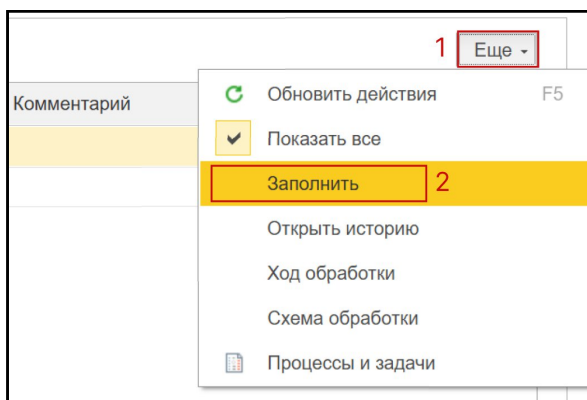 1 Еще
Комментарий
Обновить действия F5
Показать все
Заполнить 2
Открыть историю
Ход обработки
Схема обработки
Процессы и задачи